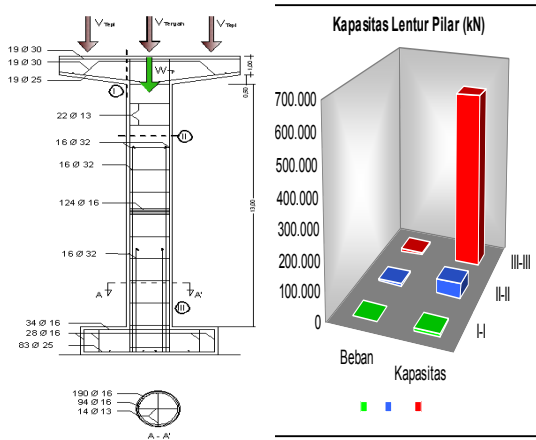 V Tepi
V Tengah
V Tepi
19 Ø 30
19 Ø 30
19 Ø 25
W
1,00
0,50
I
22 Ø 13
II
16 Ø 32
16 Ø 32
124 Ø 16
13,00
16 Ø 32
A
A'
III
34 Ø 16
28 Ø 16
83 Ø 25
190 Ø 16
94 Ø 16
14 Ø 13
A - A'
Kapasitas Lentur Pilar (kN)
700.000
600.000
500.000
400.000
300.000
200.000
100.000
0
III-III
II-II
I-I
Beban
Kapasitas